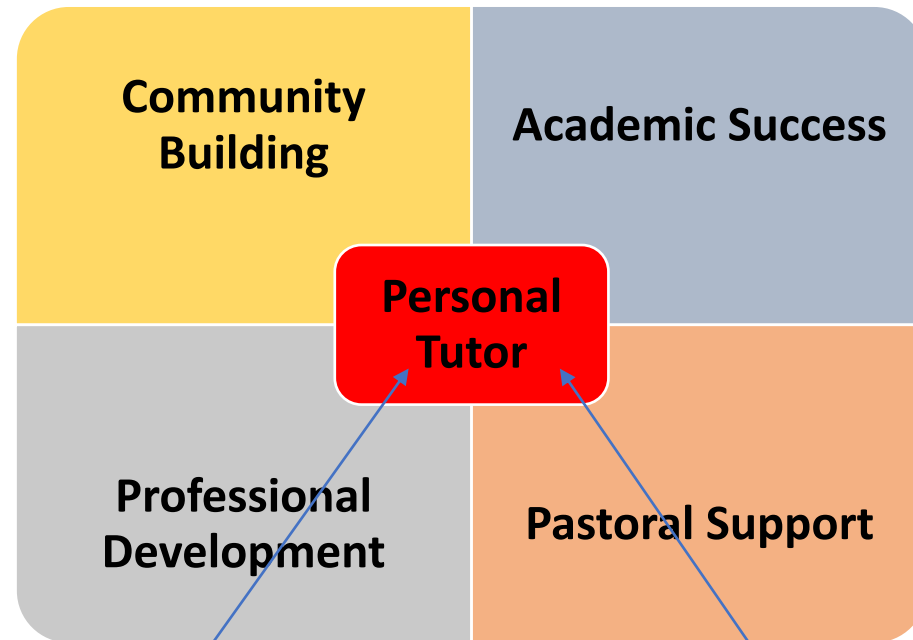 Community
Building
Academic Success
Personal
Tutor
Professional
Development
Pastoral Support